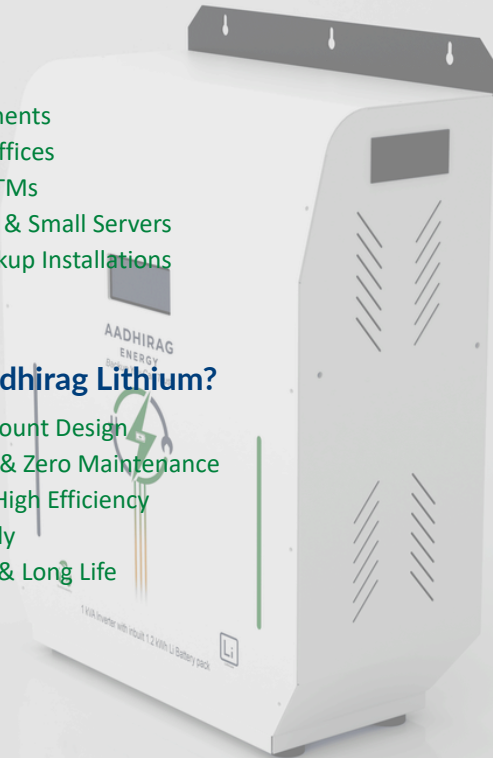 ments
ffices
TMs
& Small Servers
kup Installations
AADHIRAG
ENERGY
dhirag Lithium?
ount Design
& Zero Maintenance
High Efficiency
ly
& Long Life
1 kVA Inverter with inbuilt 1.2 kWh Li Battery pack
Li